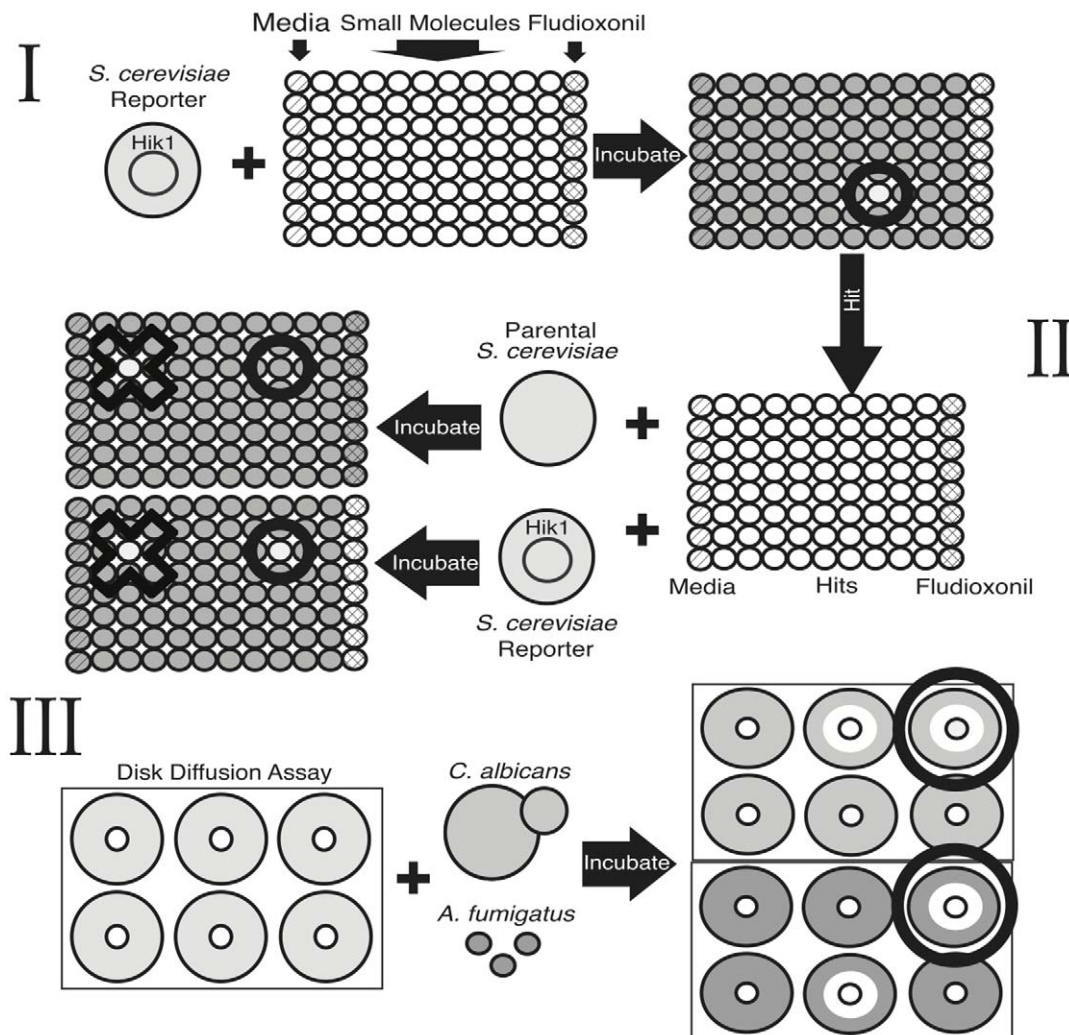 I
Media Small Molecules Fludioxonil
S. cerevisiae
Reporter
Hik1
+
Incubate
Hit
II
Parental
S. cerevisiae
Incubate
+
Hik1
Incubate
+
S. cerevisiae
Reporter
Media Hits Fludioxonil
III
Disk Diffusion Assay
C. albicans
+
Incubate
A. fumigatus